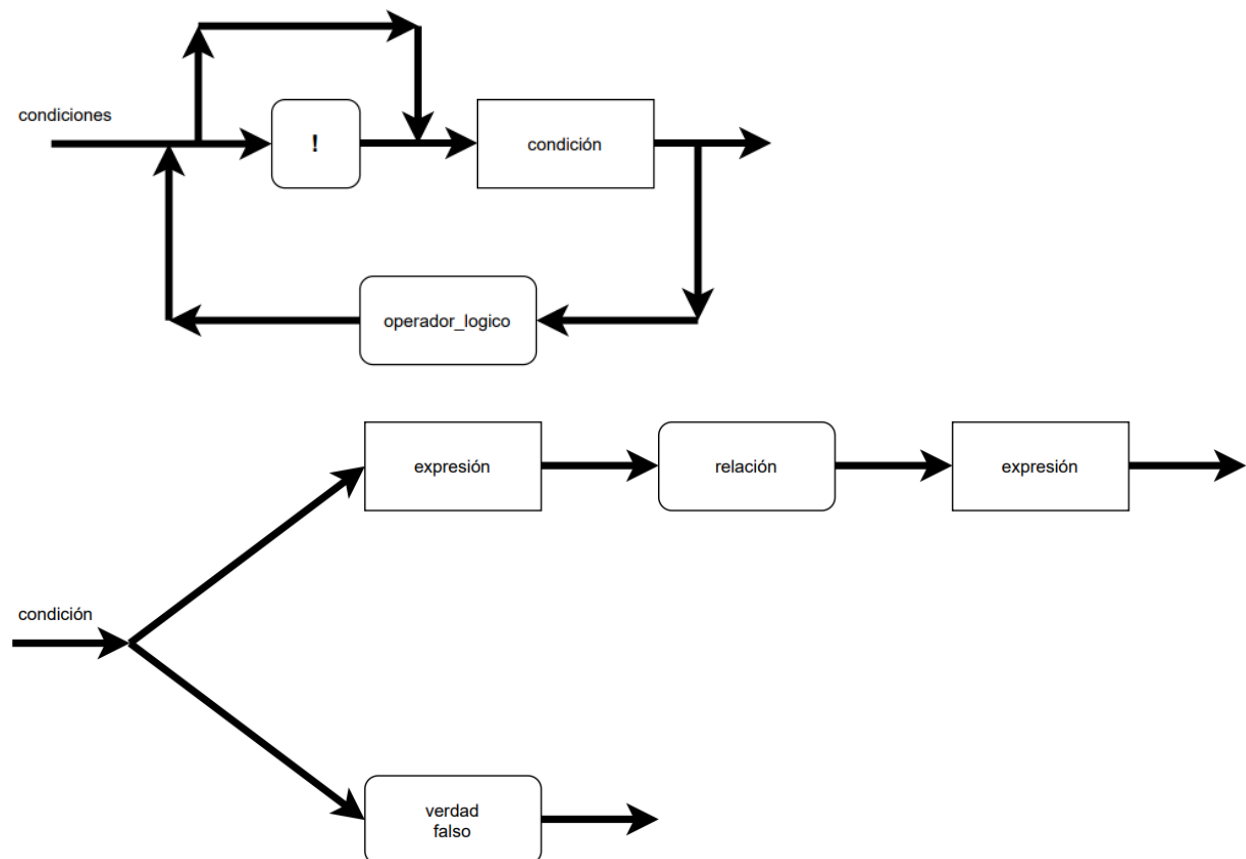 condiciones
!
condición
operador_logico
expresión
relación
expresión
condición
verdad
falso